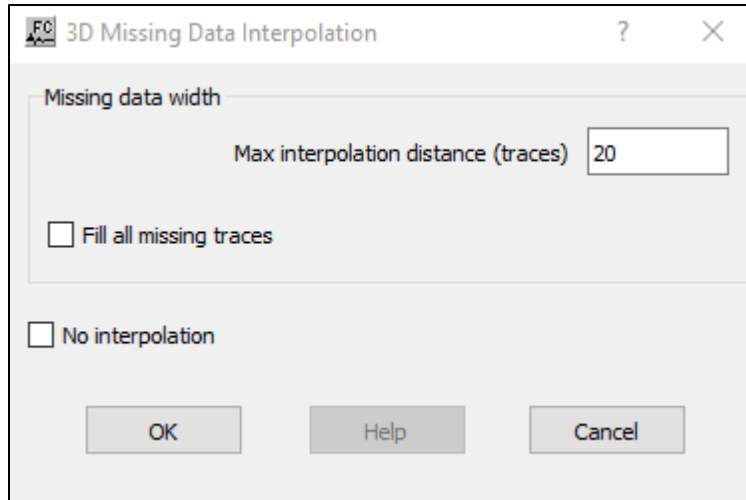 FC 3D Missing Data Interpolation ?
Missing data width
Max interpolation distance (traces) 20
Fill all missing traces
No interpolation
OK Help Cancel